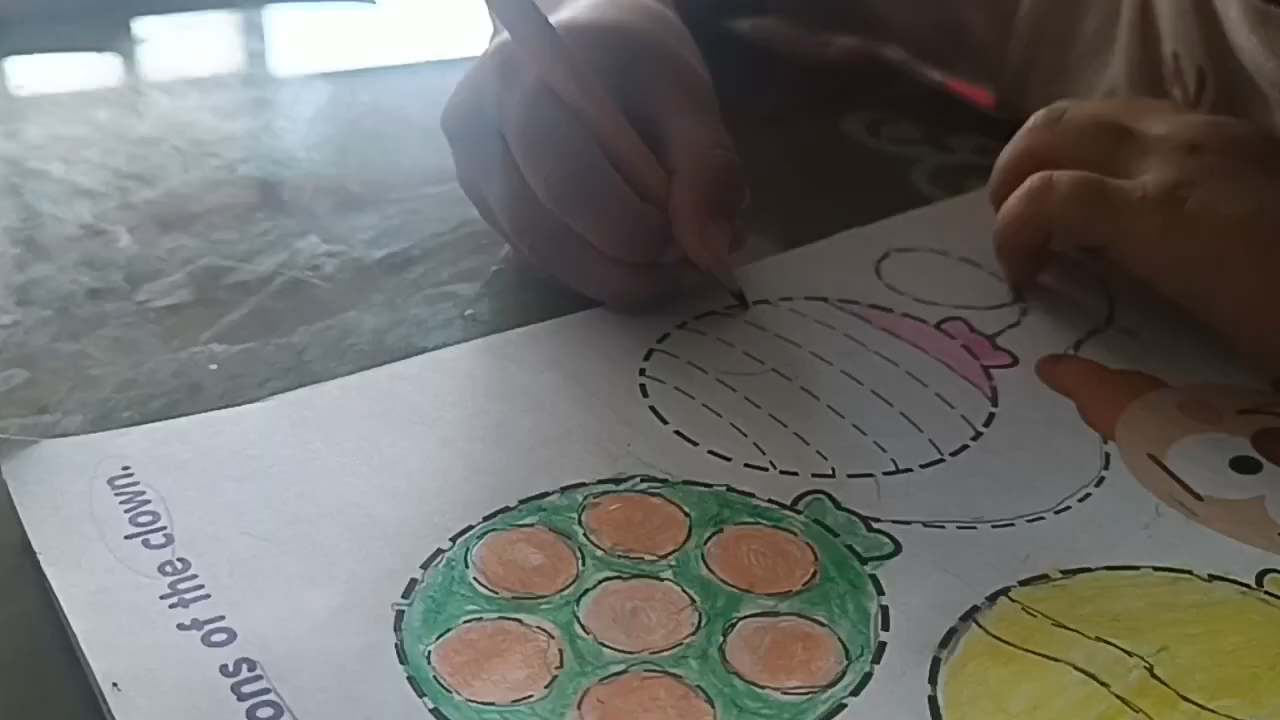 ons of the clown.